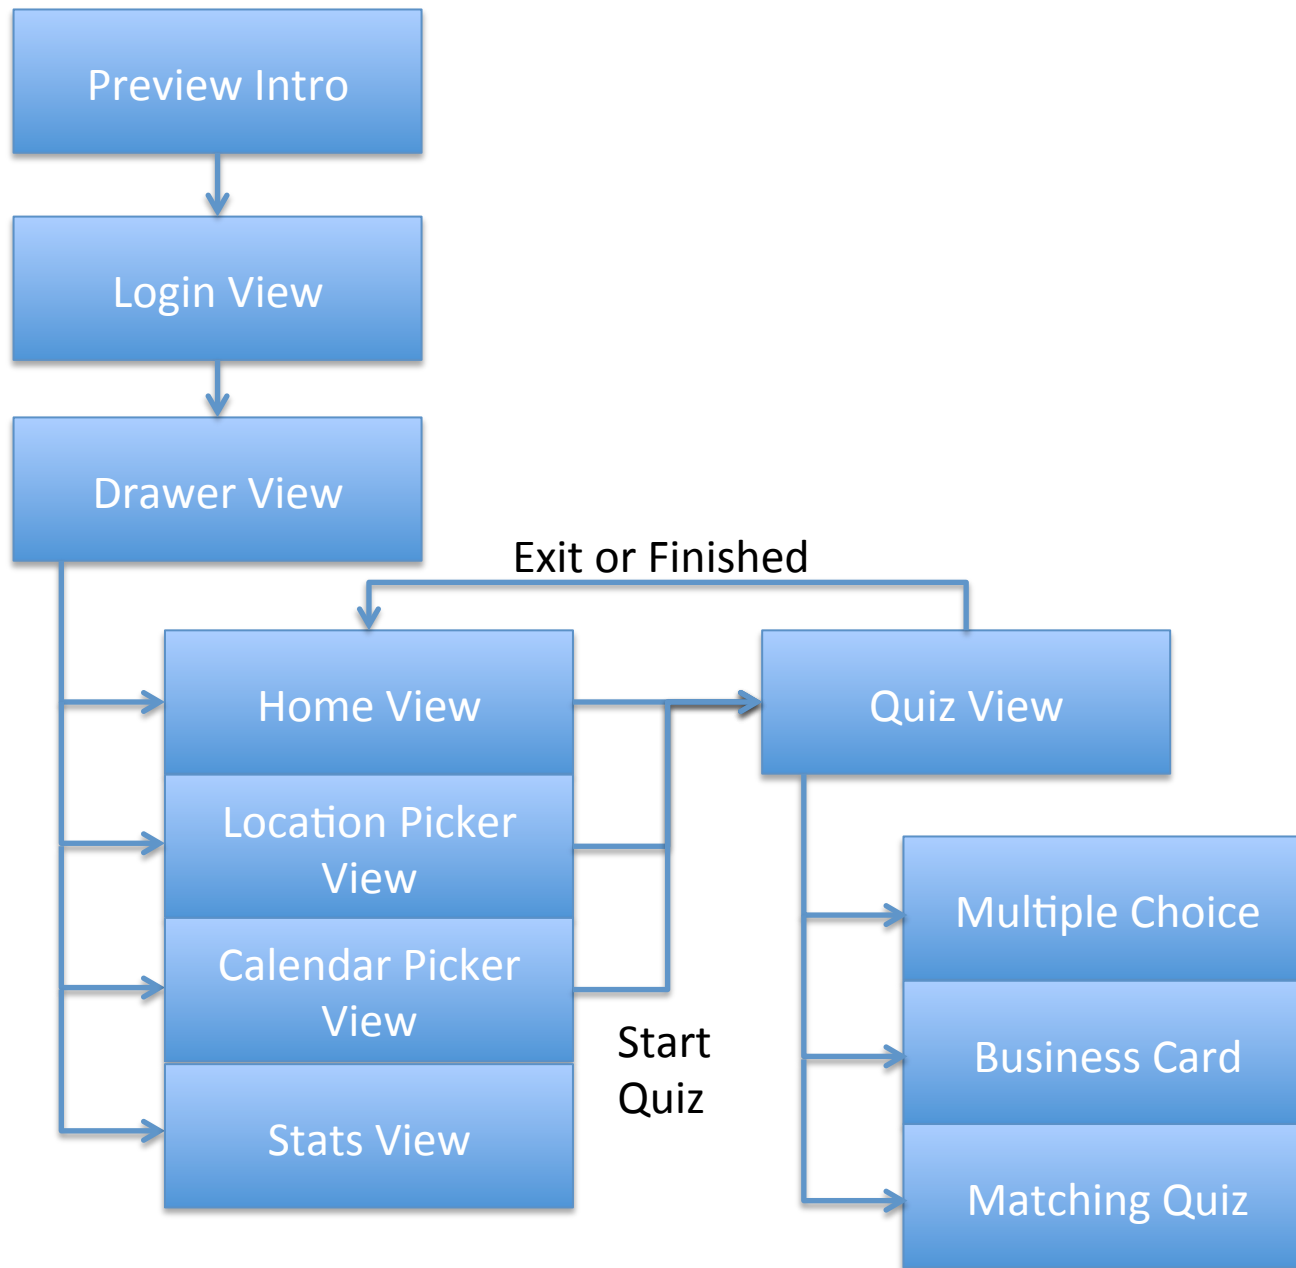 Preview Intro
Login View
Drawer View
Exit or Finished
Home View
Quiz View
Location Picker
View
Multiple Choice
Calendar Picker
View
Start
Quiz
Business Card
Stats View
Matching Quiz